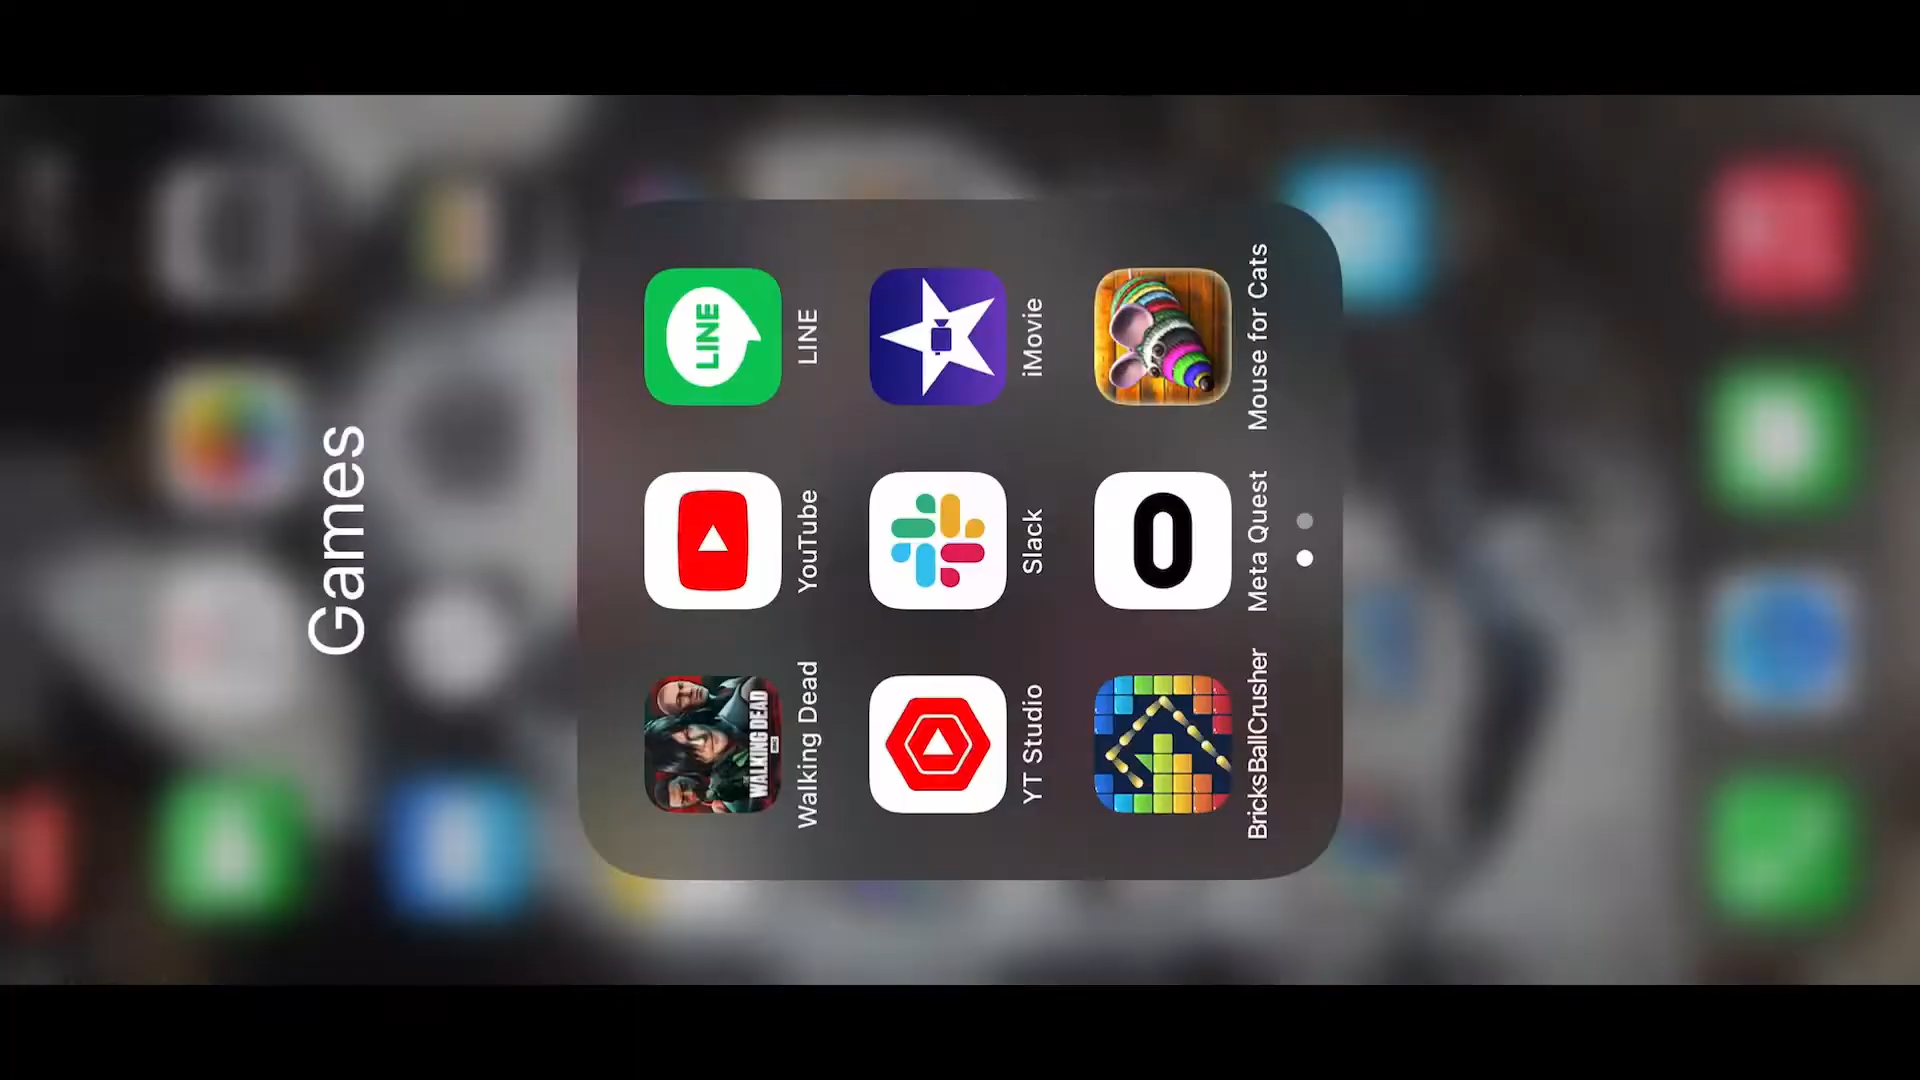 Games
WALKING DEAD
Walking Dead
YouTube
LINE
LINE
YT Studio
Slack
iMovie
BricksBallCrusher
Meta Quest
Mouse for Cats